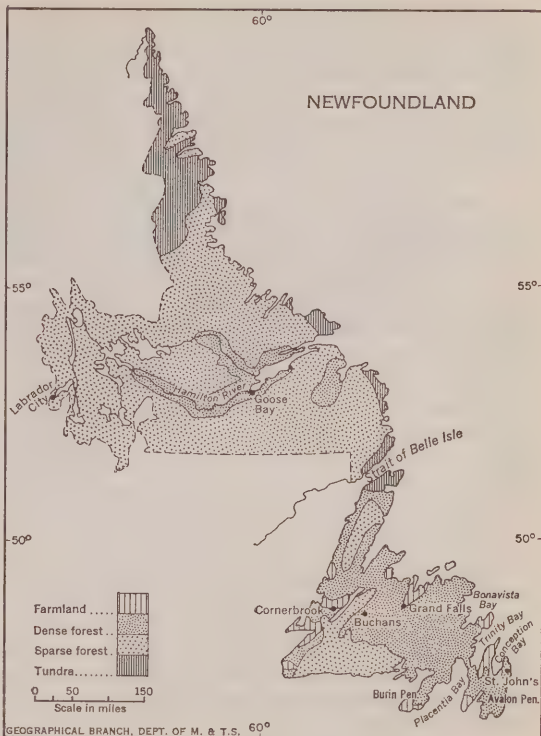 60°
NEWFOUNDLAND
55°
55°
Labrador City
Hamilton River
Goose Bay
Strait of Belle Isle
50°
50°
Farmland ....
Dense forest ..
Sparse forest ..
Tundra........
0 25 50 150
Scale in miles
Cornerbrook
Grand Falls
Buchans
Bonavista Bay
Trinity Bay
Conception Bay
St. John's
Avalon Pen.
Burin Pen.
Placentia Bay
GEOGRAPHICAL BRANCH, DEPT. OF M. & T.S.
60°